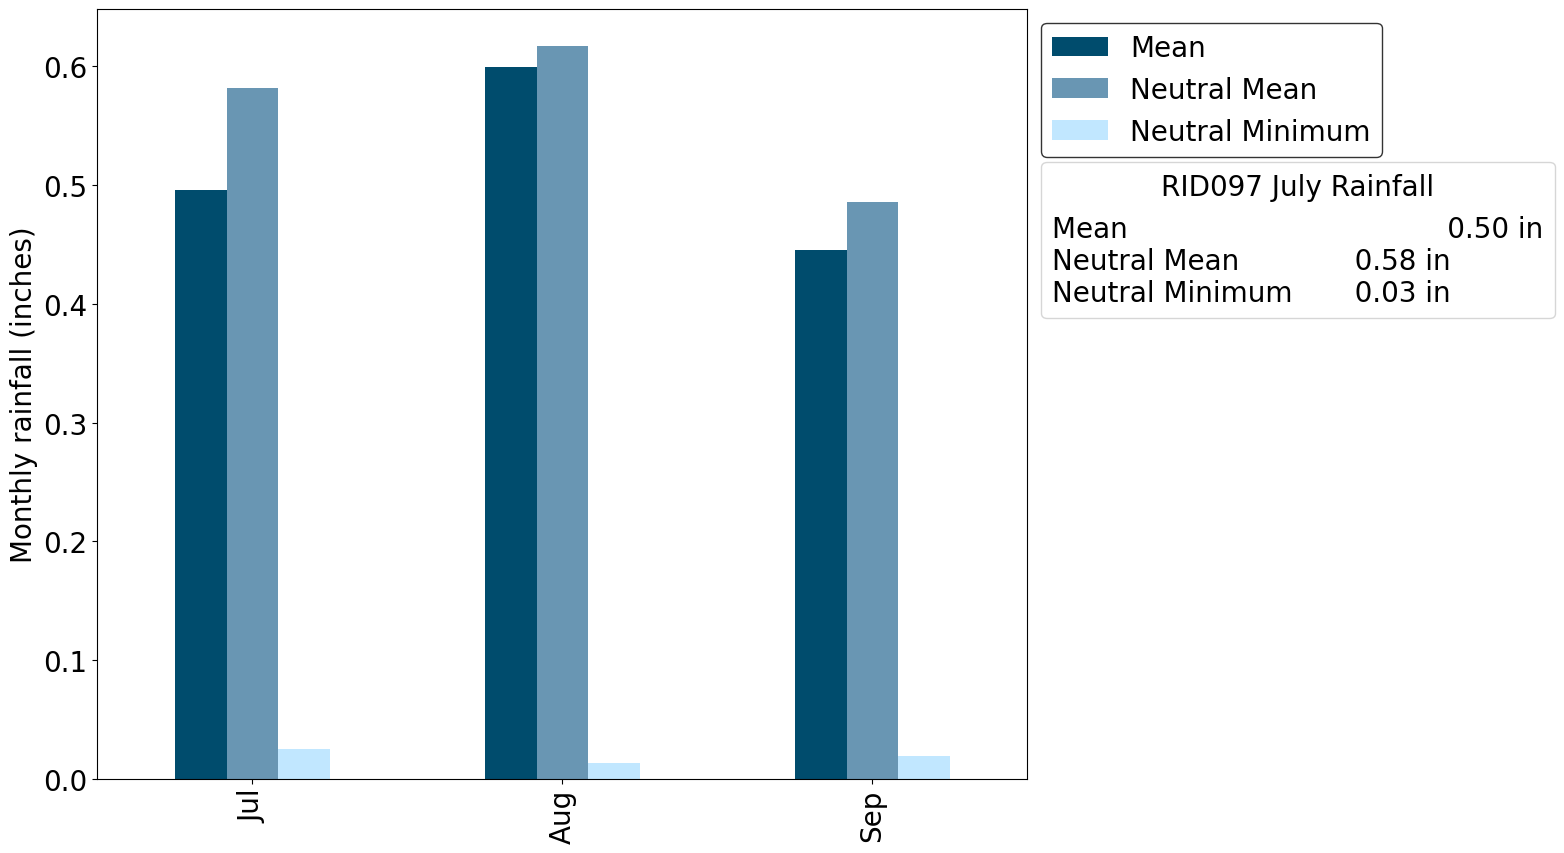 Monthly rainfall (inches)
0.6
0.5
0.4
0.3
0.2
0.1
0.0
Jul
Aug
Sep
Mean
Neutral Mean
Neutral Minimum
RID097 July Rainfall
Mean 0.50 in
Neutral Mean 0.58 in
Neutral Minimum 0.03 in